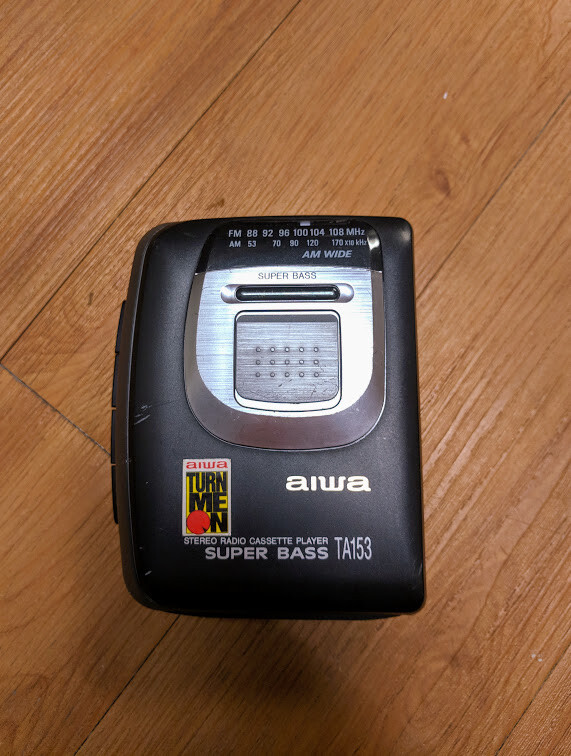 FM 88 92 96 100 104 108 MHz
AM 53 70 90 120 170 x10 kHz
AM WIDE
SUPER BASS
aiwa
aiwa
TURN
ME
ON
STEREO RADIO CASSETTE PLAYER
SUPER BASS TA153